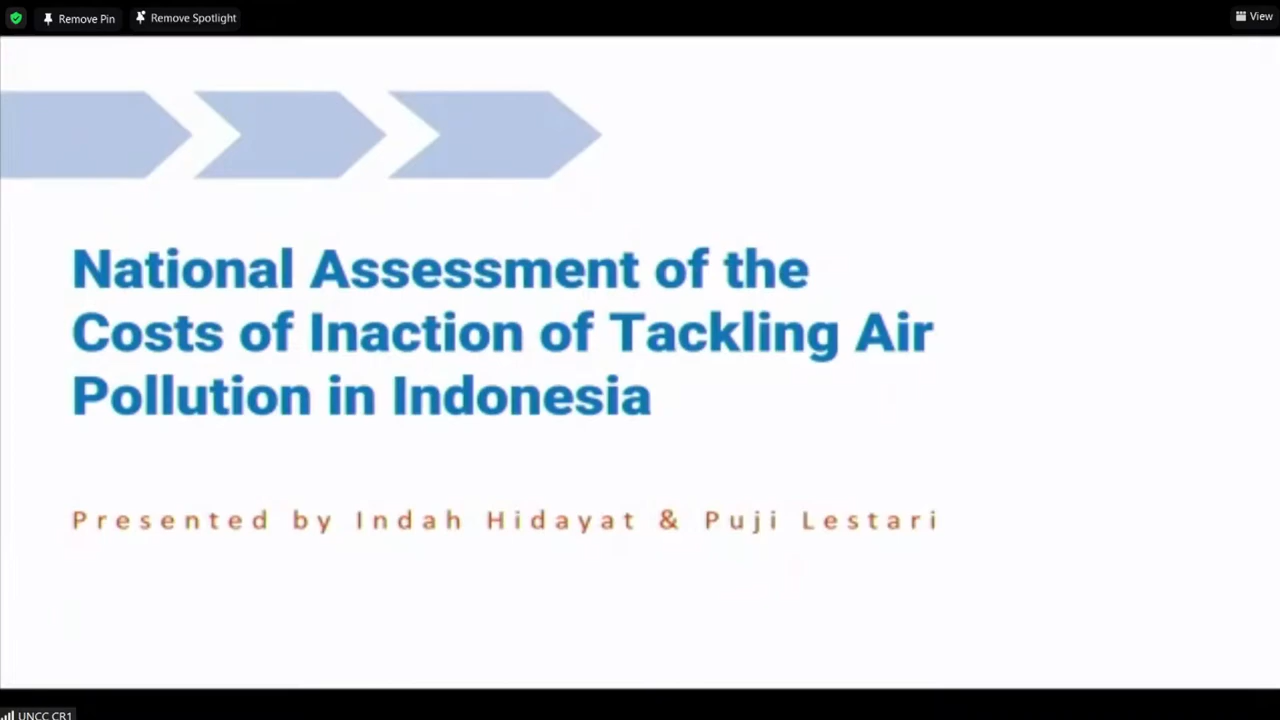 Remove Pin
Remove Spotlight
View
National Assessment of the
Costs of Inaction of Tackling Air
Pollution in Indonesia
Presented by Indah Hidayat & Puji Lestari
UNCC CR1